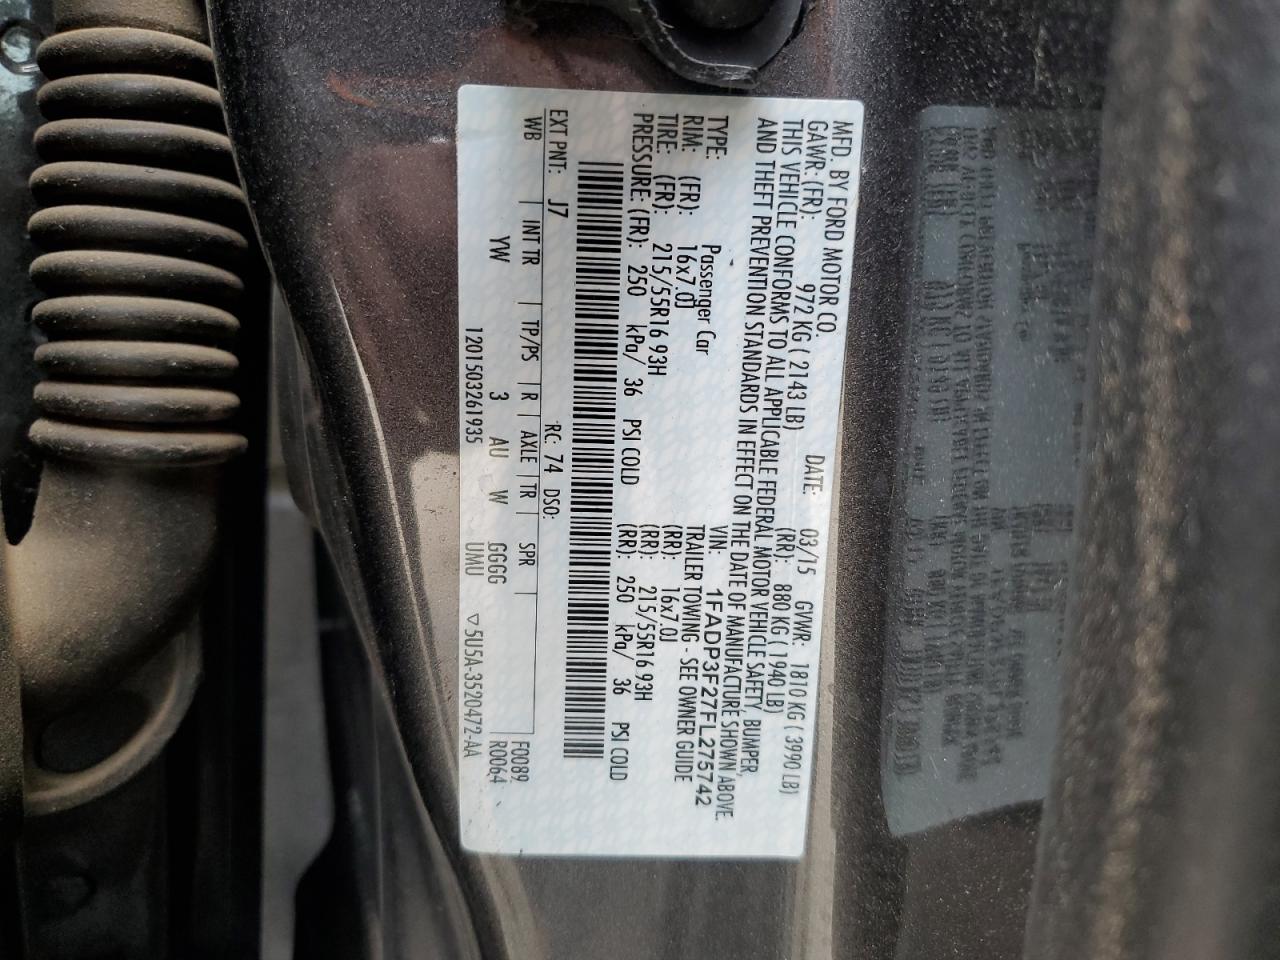 MFD. BY FORD MOTOR CO.
DATE: 03/15 GVWR: 1810 KG ( 3990 LB)
GAWR: (FR): 972 KG ( 2143 LB) (RR): 880 KG ( 1940 LB)
THIS VEHICLE CONFORMS TO ALL APPLICABLE FEDERAL MOTOR VEHICLE SAFETY, BUMPER,
AND THEFT PREVENTION STANDARDS IN EFFECT ON THE DATE OF MANUFACTURE SHOWN ABOVE.
VIN: 1FADP3F27FL275742
TYPE: Passenger Car TRAILER TOWING - SEE OWNER GUIDE
RIM: (FR): 16x7.0J (RR): 16x7.0J
TIRE: (FR): 215/55R16 93H (RR): 215/55R16 93H
PRESSURE: (FR): 250 kPa/ 36 PSI COLD (RR): 250 kPa/ 36 PSI COLD
EXT PNT: J7 RC: 74 DSO: F0089
WB INT TR TP/PS R AXLE TR SPR R0064
YW 3 AU W GGGG
120150326 1935 UMU ▽5U5A-3520472-AA